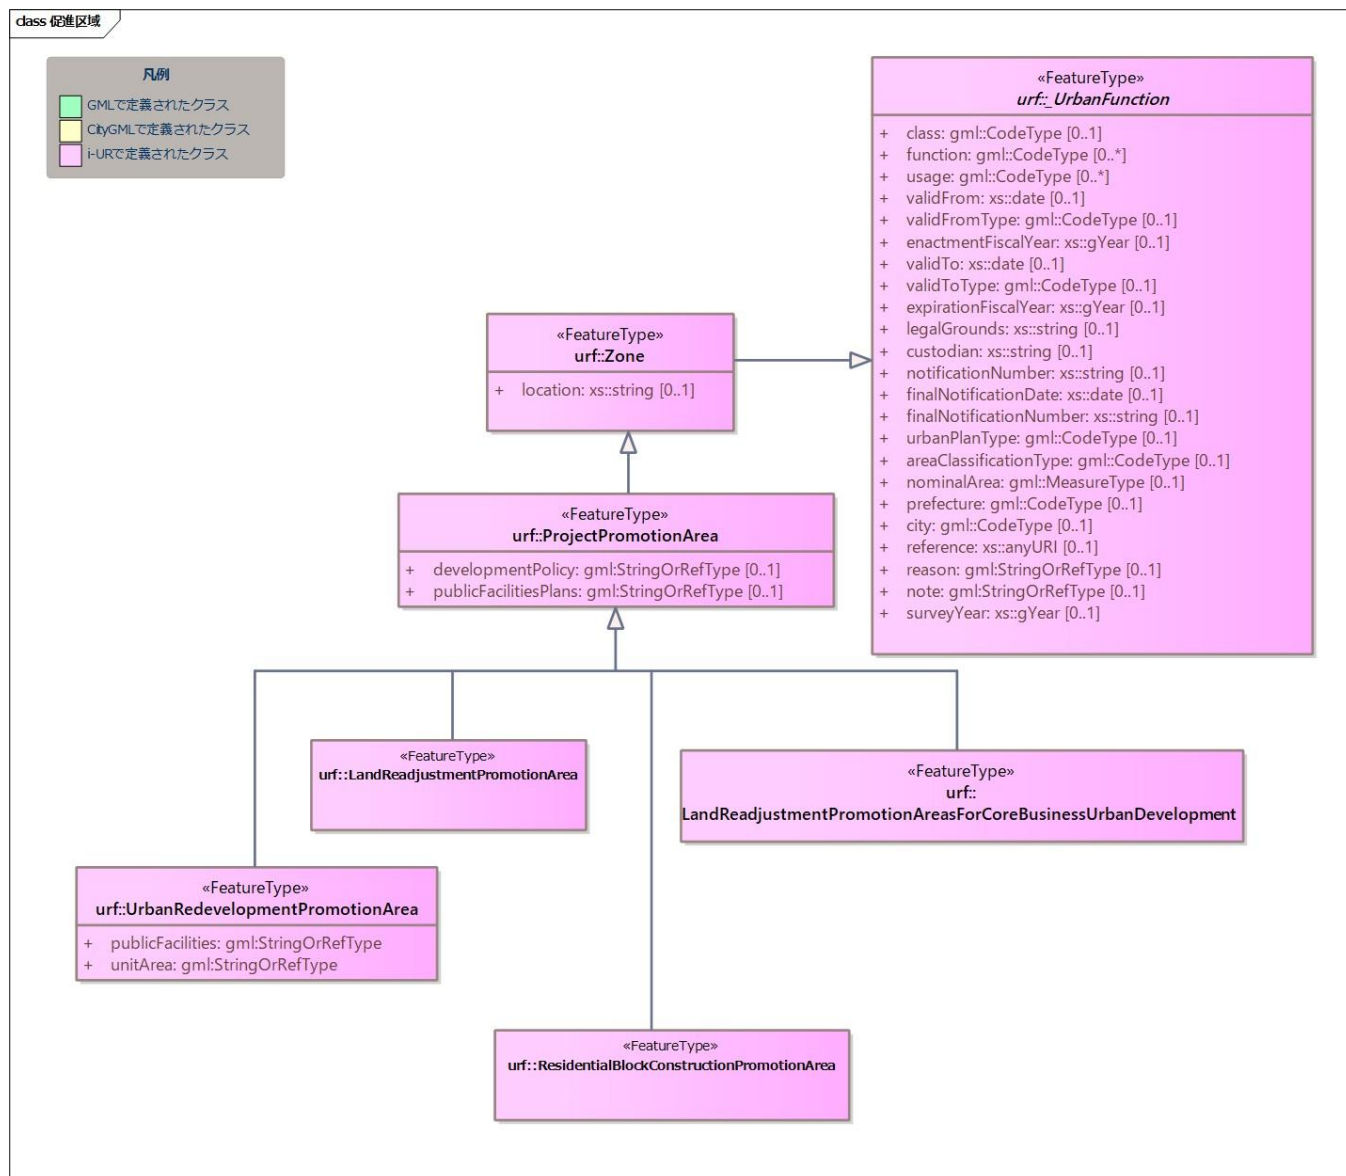 class 促進区域
凡例
GMLで定義されたクラス
CityGMLで定義されたクラス
i-URで定義されたクラス
«FeatureType»
urf::_UrbanFunction
+ class: gml::CodeType [0..1]
+ function: gml::CodeType [0..*]
+ usage: gml::CodeType [0..*]
+ validFrom: xs::date [0..1]
+ validFromType: gml::CodeType [0..1]
+ enactmentFiscalYear: xs::gYear [0..1]
+ validTo: xs::date [0..1]
+ validToType: gml::CodeType [0..1]
+ expirationFiscalYear: xs::gYear [0..1]
+ legalGrounds: xs::string [0..1]
+ custodian: xs::string [0..1]
+ notificationNumber: xs::string [0..1]
+ finalNotificationDate: xs::date [0..1]
+ finalNotificationNumber: xs::string [0..1]
+ urbanPlanType: gml::CodeType [0..1]
+ areaClassificationType: gml::CodeType [0..1]
+ nominalArea: gml::MeasureType [0..1]
+ prefecture: gml::CodeType [0..1]
+ city: gml::CodeType [0..1]
+ reference: xs::anyURI [0..1]
+ reason: gml:StringOrRefType [0..1]
+ note: gml:StringOrRefType [0..1]
+ surveyYear: xs::gYear [0..1]
«FeatureType»
urf::Zone
+ location: xs::string [0..1]
«FeatureType»
urf::ProjectPromotionArea
+ developmentPolicy: gml:StringOrRefType [0..1]
+ publicFacilitiesPlans: gml:StringOrRefType [0..1]
«FeatureType»
urf::LandReadjustmentPromotionArea
«FeatureType»
urf::
LandReadjustmentPromotionAreasForCoreBusinessUrbanDevelopment
«FeatureType»
urf::UrbanRedevelopmentPromotionArea
+ publicFacilities: gml:StringOrRefType
+ unitArea: gml:StringOrRefType
«FeatureType»
urf::ResidentialBlockConstructionPromotionArea